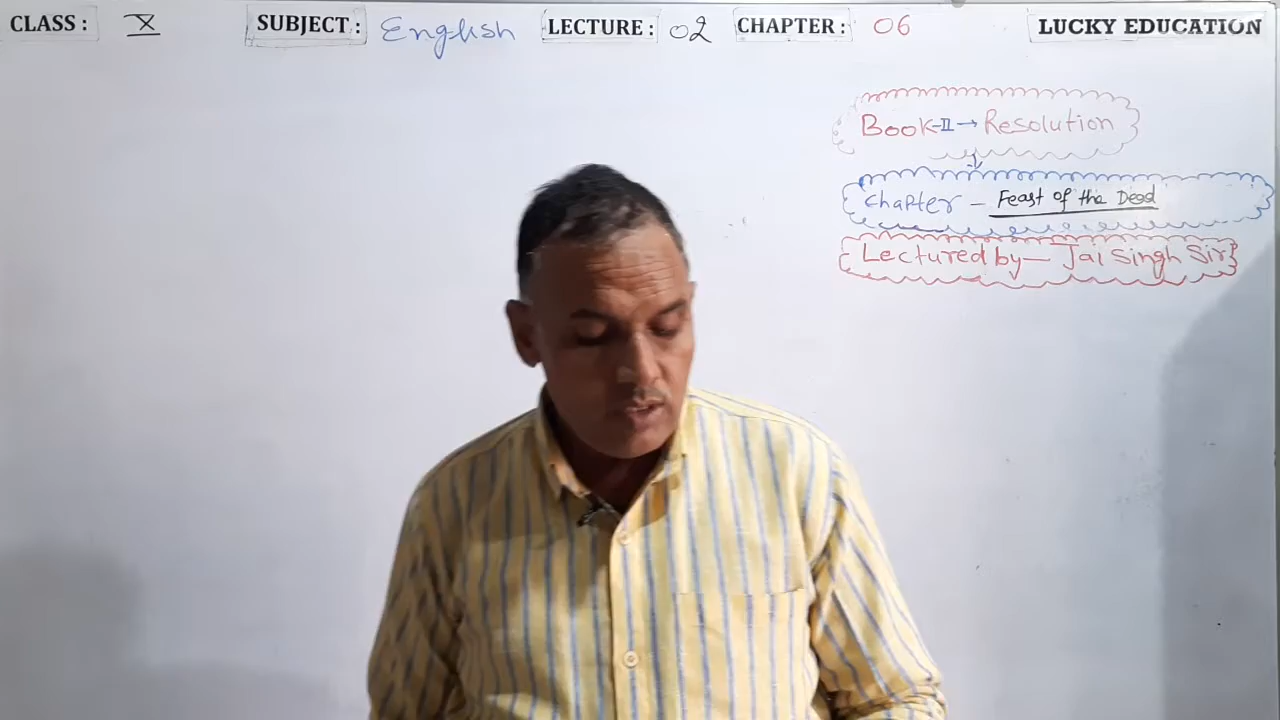 CLASS : X SUBJECT : English LECTURE : 02 CHAPTER : 06 LUCKY EDUCATION
Book-II → Resolution
Chapter - Feast of the Dead
Lectured by — Jai Singh Sir